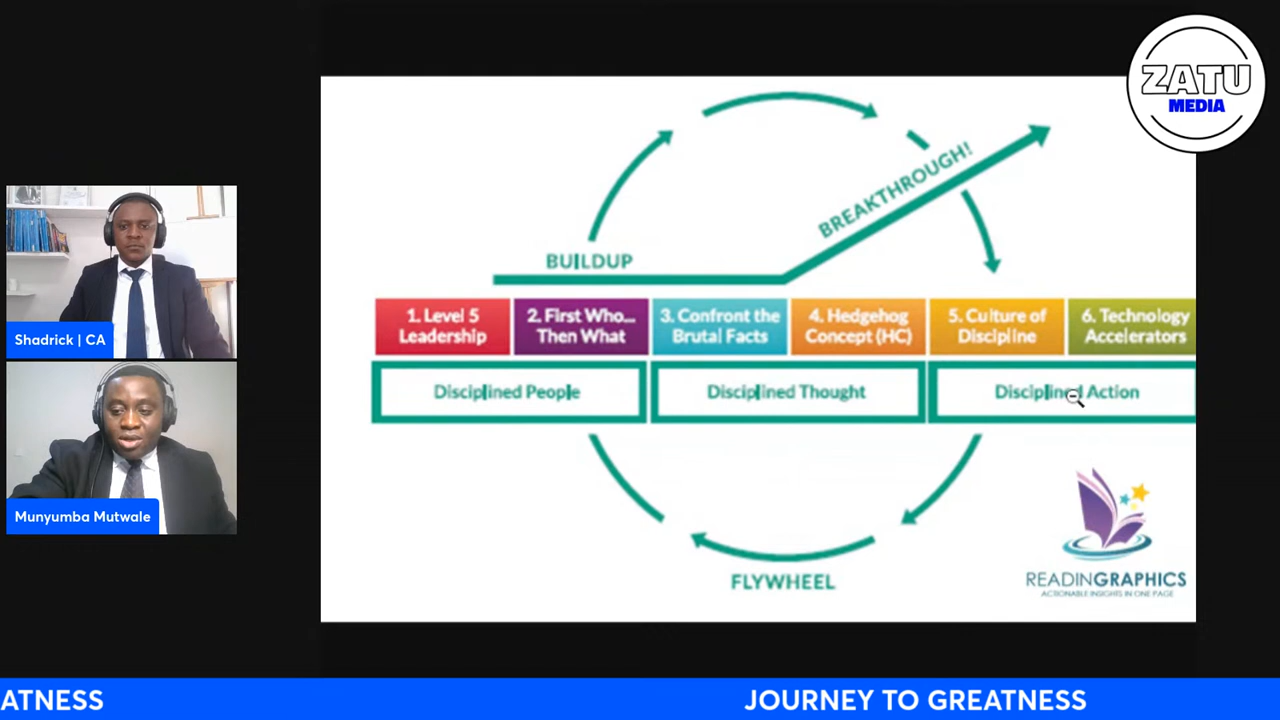 ZATU
MEDIA
BREAKTHROUGH!
BUILDUP
1. Level 5
Leadership
2. First Who...
Then What
3. Confront the
Brutal Facts
4. Hedgehog
Concept (HC)
5. Culture of
Discipline
6. Technology
Accelerators
Disciplined People
Disciplined Thought
Disciplined Action
FLYWHEEL
READINGRAPHICS
ACTIONABLE INSIGHTS IN ONE PAGE
Shadrick | CA
Munyumba Mutwale
ATNESS
JOURNEY TO GREATNESS